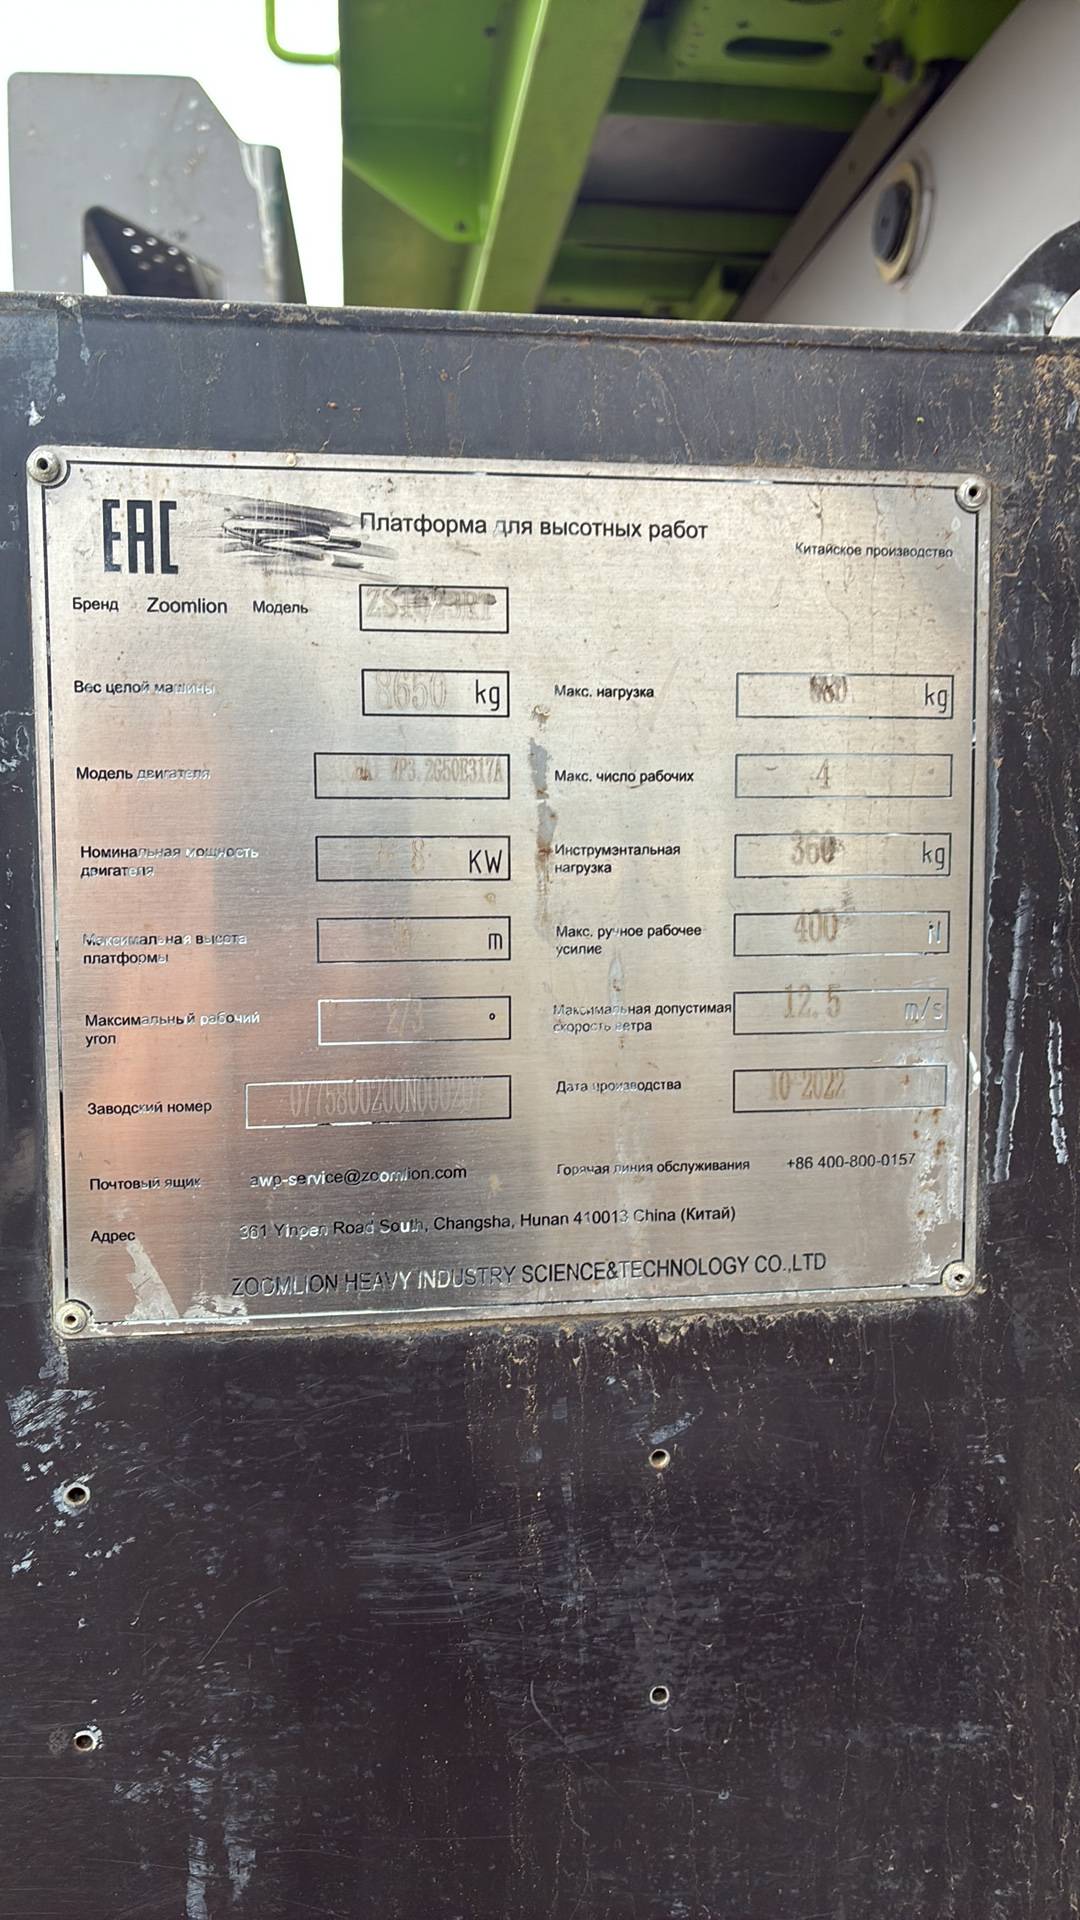 EAC Платформа для высотных работ
Китайское производство
Бренд Zoomlion Модель
Вес целой машины 8650 kg Макс. нагрузка kg
Модель двигателя Макс. число рабочих 4
Номинальная мощность двигателя KW Инструмэнтальная нагрузка 360 kg
Максимальная высота платформы m Макс. ручное рабочее усилие 400 N
Максимальный рабочий угол 2/3 ° Максимальная допустимая скорость ветра 12.5 m/s
Заводский номер Дата производства 10-2022
Почтовый ящик awp-service@zoomlion.com Горячая линия обслуживания +86 400-800-0157
Адрес 361 Yinpen Road South, Changsha, Hunan 410013 China (Китай)
ZOOMLION HEAVY INDUSTRY SCIENCE&TECHNOLOGY CO.,LTD